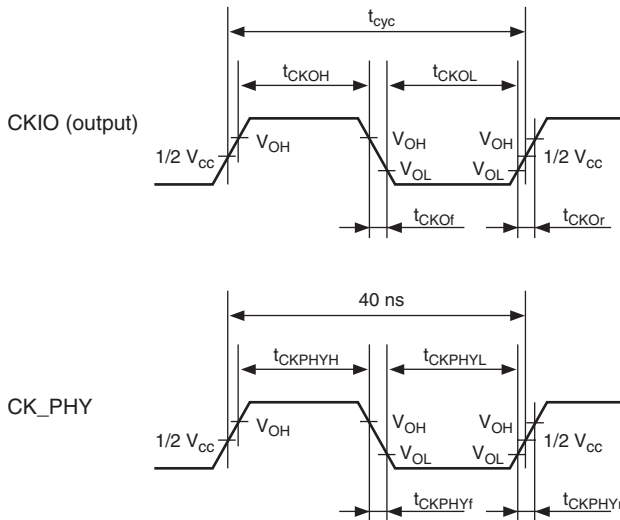 tcyc
tCKOH tCKOL
CKIO (output)
VOH VOH VOH
1/2 Vcc 1/2 Vcc
VOL VOL
tCKOf tCKOr
40 ns
tCKPHYH tCKPHYL
CK_PHY
VOH VOH VOH
1/2 Vcc 1/2 Vcc
VOL VOL
tCKPHYf tCKPHYr